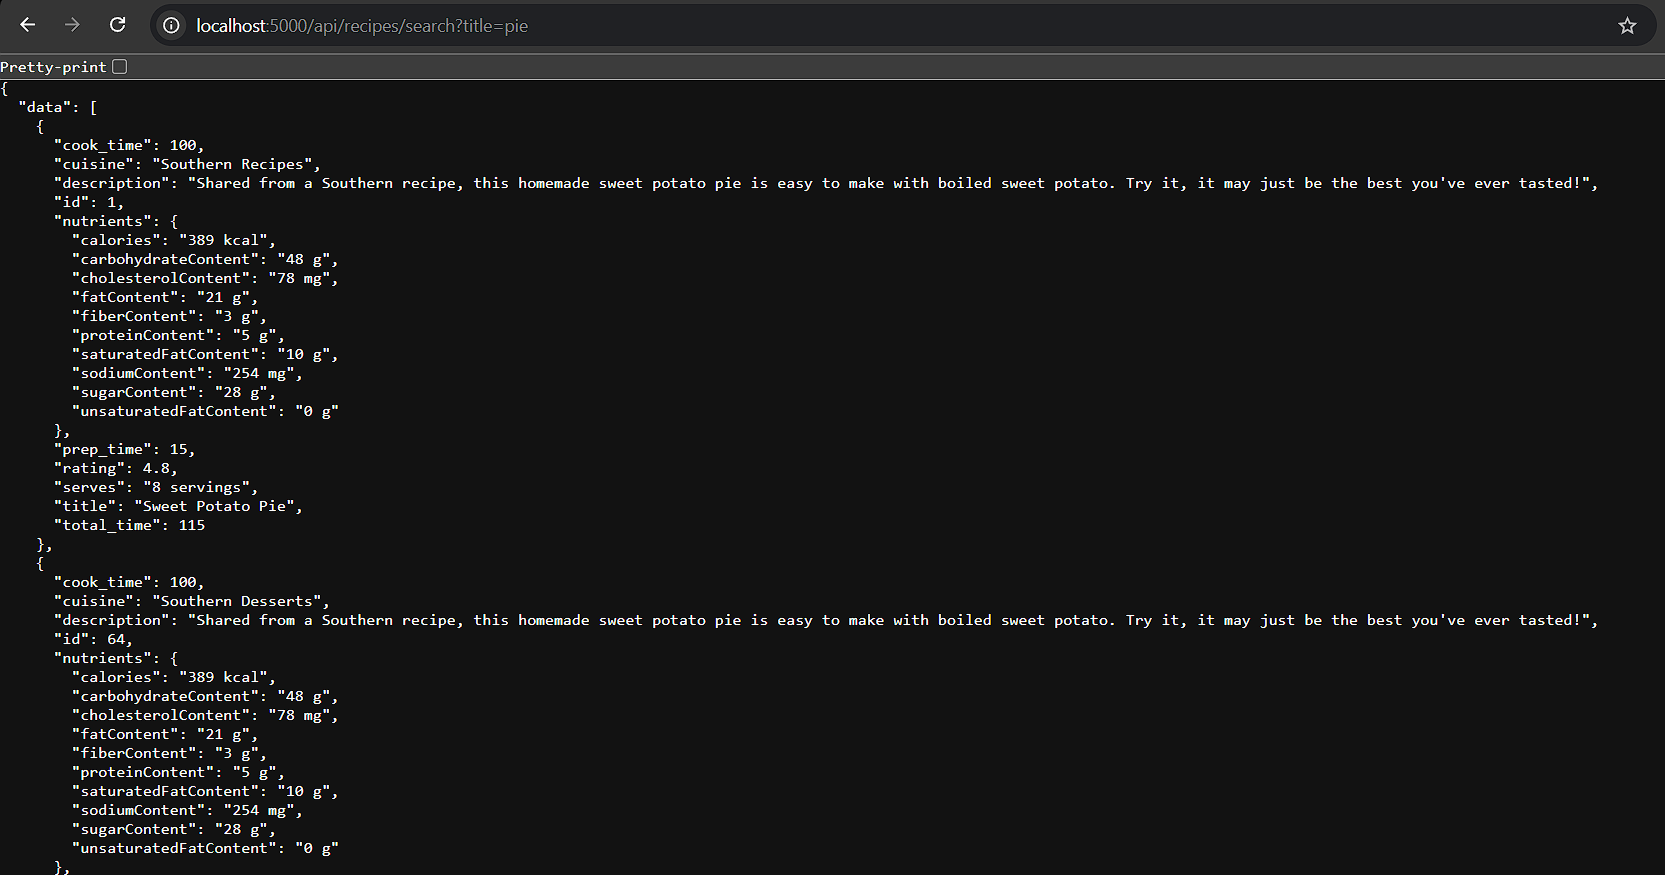 localhost:5000/api/recipes/search?title=pie
Pretty-print
{
  "data": [
    {
      "cook_time": 100,
      "cuisine": "Southern Recipes",
      "description": "Shared from a Southern recipe, this homemade sweet potato pie is easy to make with boiled sweet potato. Try it, it may just be the best you've ever tasted!",
      "id": 1,
      "nutrients": {
        "calories": "389 kcal",
        "carbohydrateContent": "48 g",
        "cholesterolContent": "78 mg",
        "fatContent": "21 g",
        "fiberContent": "3 g",
        "proteinContent": "5 g",
        "saturatedFatContent": "10 g",
        "sodiumContent": "254 mg",
        "sugarContent": "28 g",
        "unsaturatedFatContent": "0 g"
      },
      "prep_time": 15,
      "rating": 4.8,
      "serves": "8 servings",
      "title": "Sweet Potato Pie",
      "total_time": 115
    },
    {
      "cook_time": 100,
      "cuisine": "Southern Desserts",
      "description": "Shared from a Southern recipe, this homemade sweet potato pie is easy to make with boiled sweet potato. Try it, it may just be the best you've ever tasted!",
      "id": 64,
      "nutrients": {
        "calories": "389 kcal",
        "carbohydrateContent": "48 g",
        "cholesterolContent": "78 mg",
        "fatContent": "21 g",
        "fiberContent": "3 g",
        "proteinContent": "5 g",
        "saturatedFatContent": "10 g",
        "sodiumContent": "254 mg",
        "sugarContent": "28 g",
        "unsaturatedFatContent": "0 g"
      },